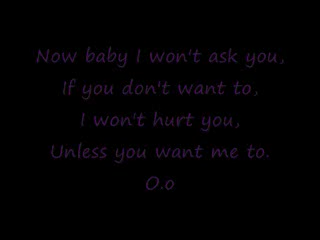 Now baby I won't ask you,
If you don't want to,
I won't hurt you,
Unless you want me to.
O.o